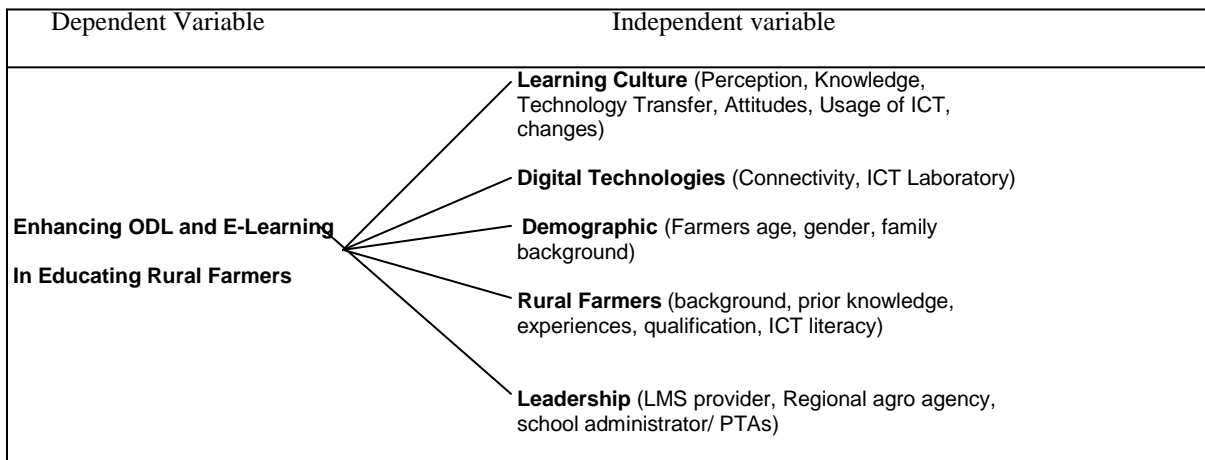 Dependent Variable Independent variable
Learning Culture (Perception, Knowledge,
Technology Transfer, Attitudes, Usage of ICT,
changes)
Digital Technologies (Connectivity, ICT Laboratory)
Enhancing ODL and E-Learning
In Educating Rural Farmers
Demographic (Farmers age, gender, family
background)
Rural Farmers (background, prior knowledge,
experiences, qualification, ICT literacy)
Leadership (LMS provider, Regional agro agency,
school administrator/ PTAs)